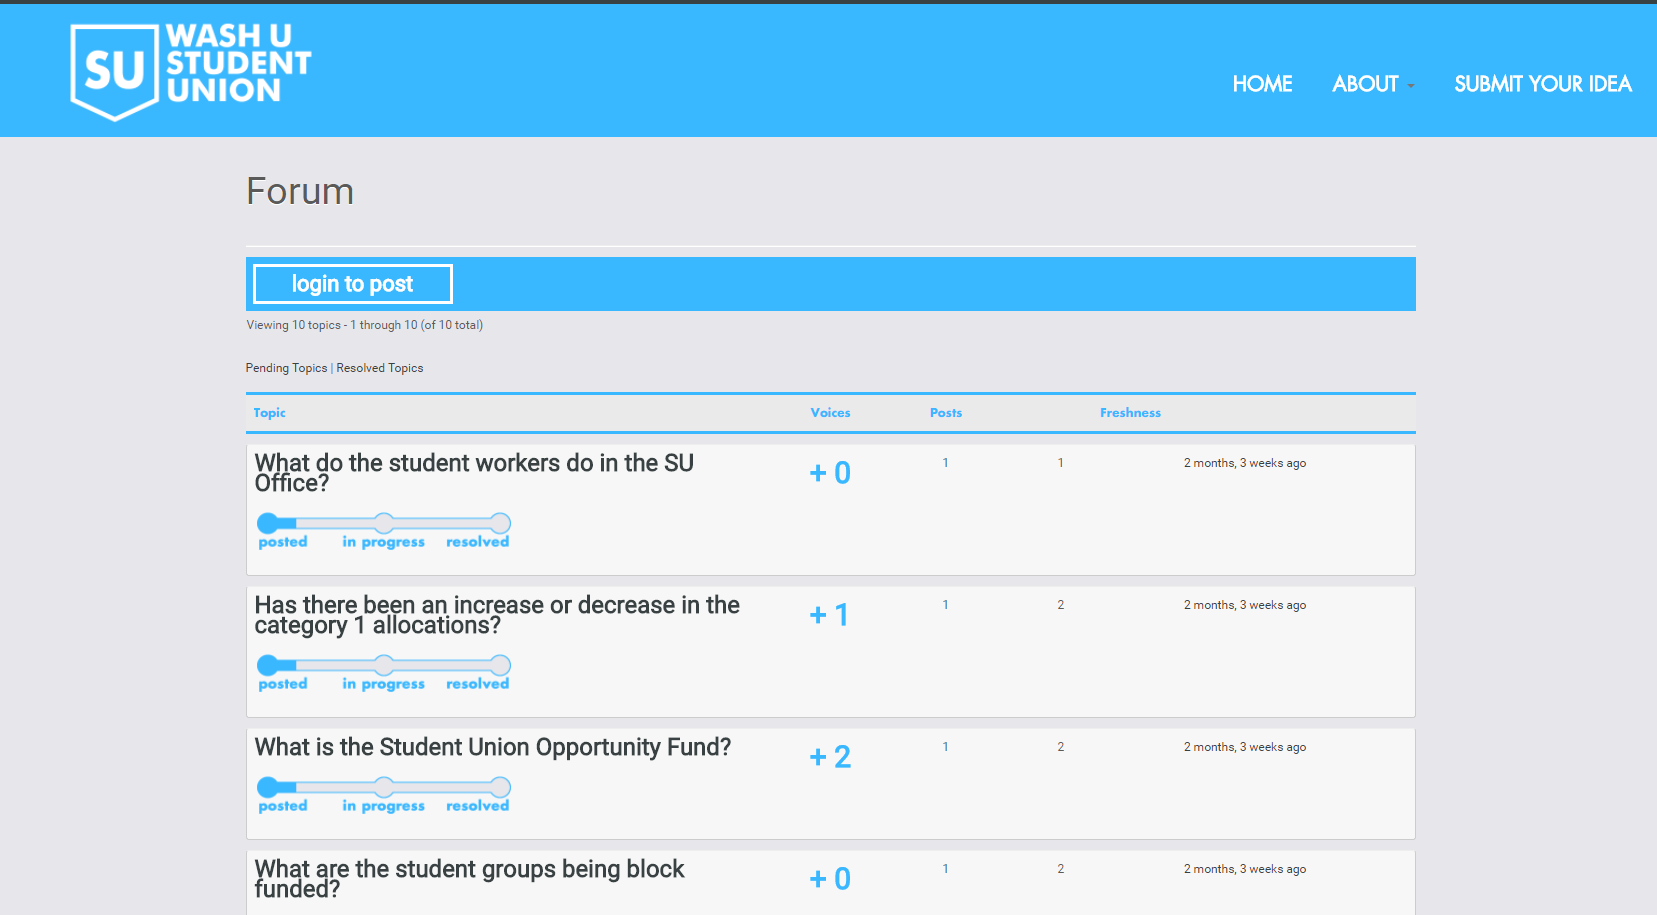 SU
WASH U
STUDENT
UNION
HOME ABOUT SUBMIT YOUR IDEA
Forum
login to post
Viewing 10 topics - 1 through 10 (of 10 total)
Pending Topics | Resolved Topics
Topic Voices Posts Freshness
What do the student workers do in the SU + 0 1 1 2 months, 3 weeks ago
Office?
posted in progress resolved
Has there been an increase or decrease in the + 1 1 2 2 months, 3 weeks ago
category 1 allocations?
posted in progress resolved
What is the Student Union Opportunity Fund? + 2 1 2 2 months, 3 weeks ago
posted in progress resolved
What are the student groups being block + 0 1 2 2 months, 3 weeks ago
funded?